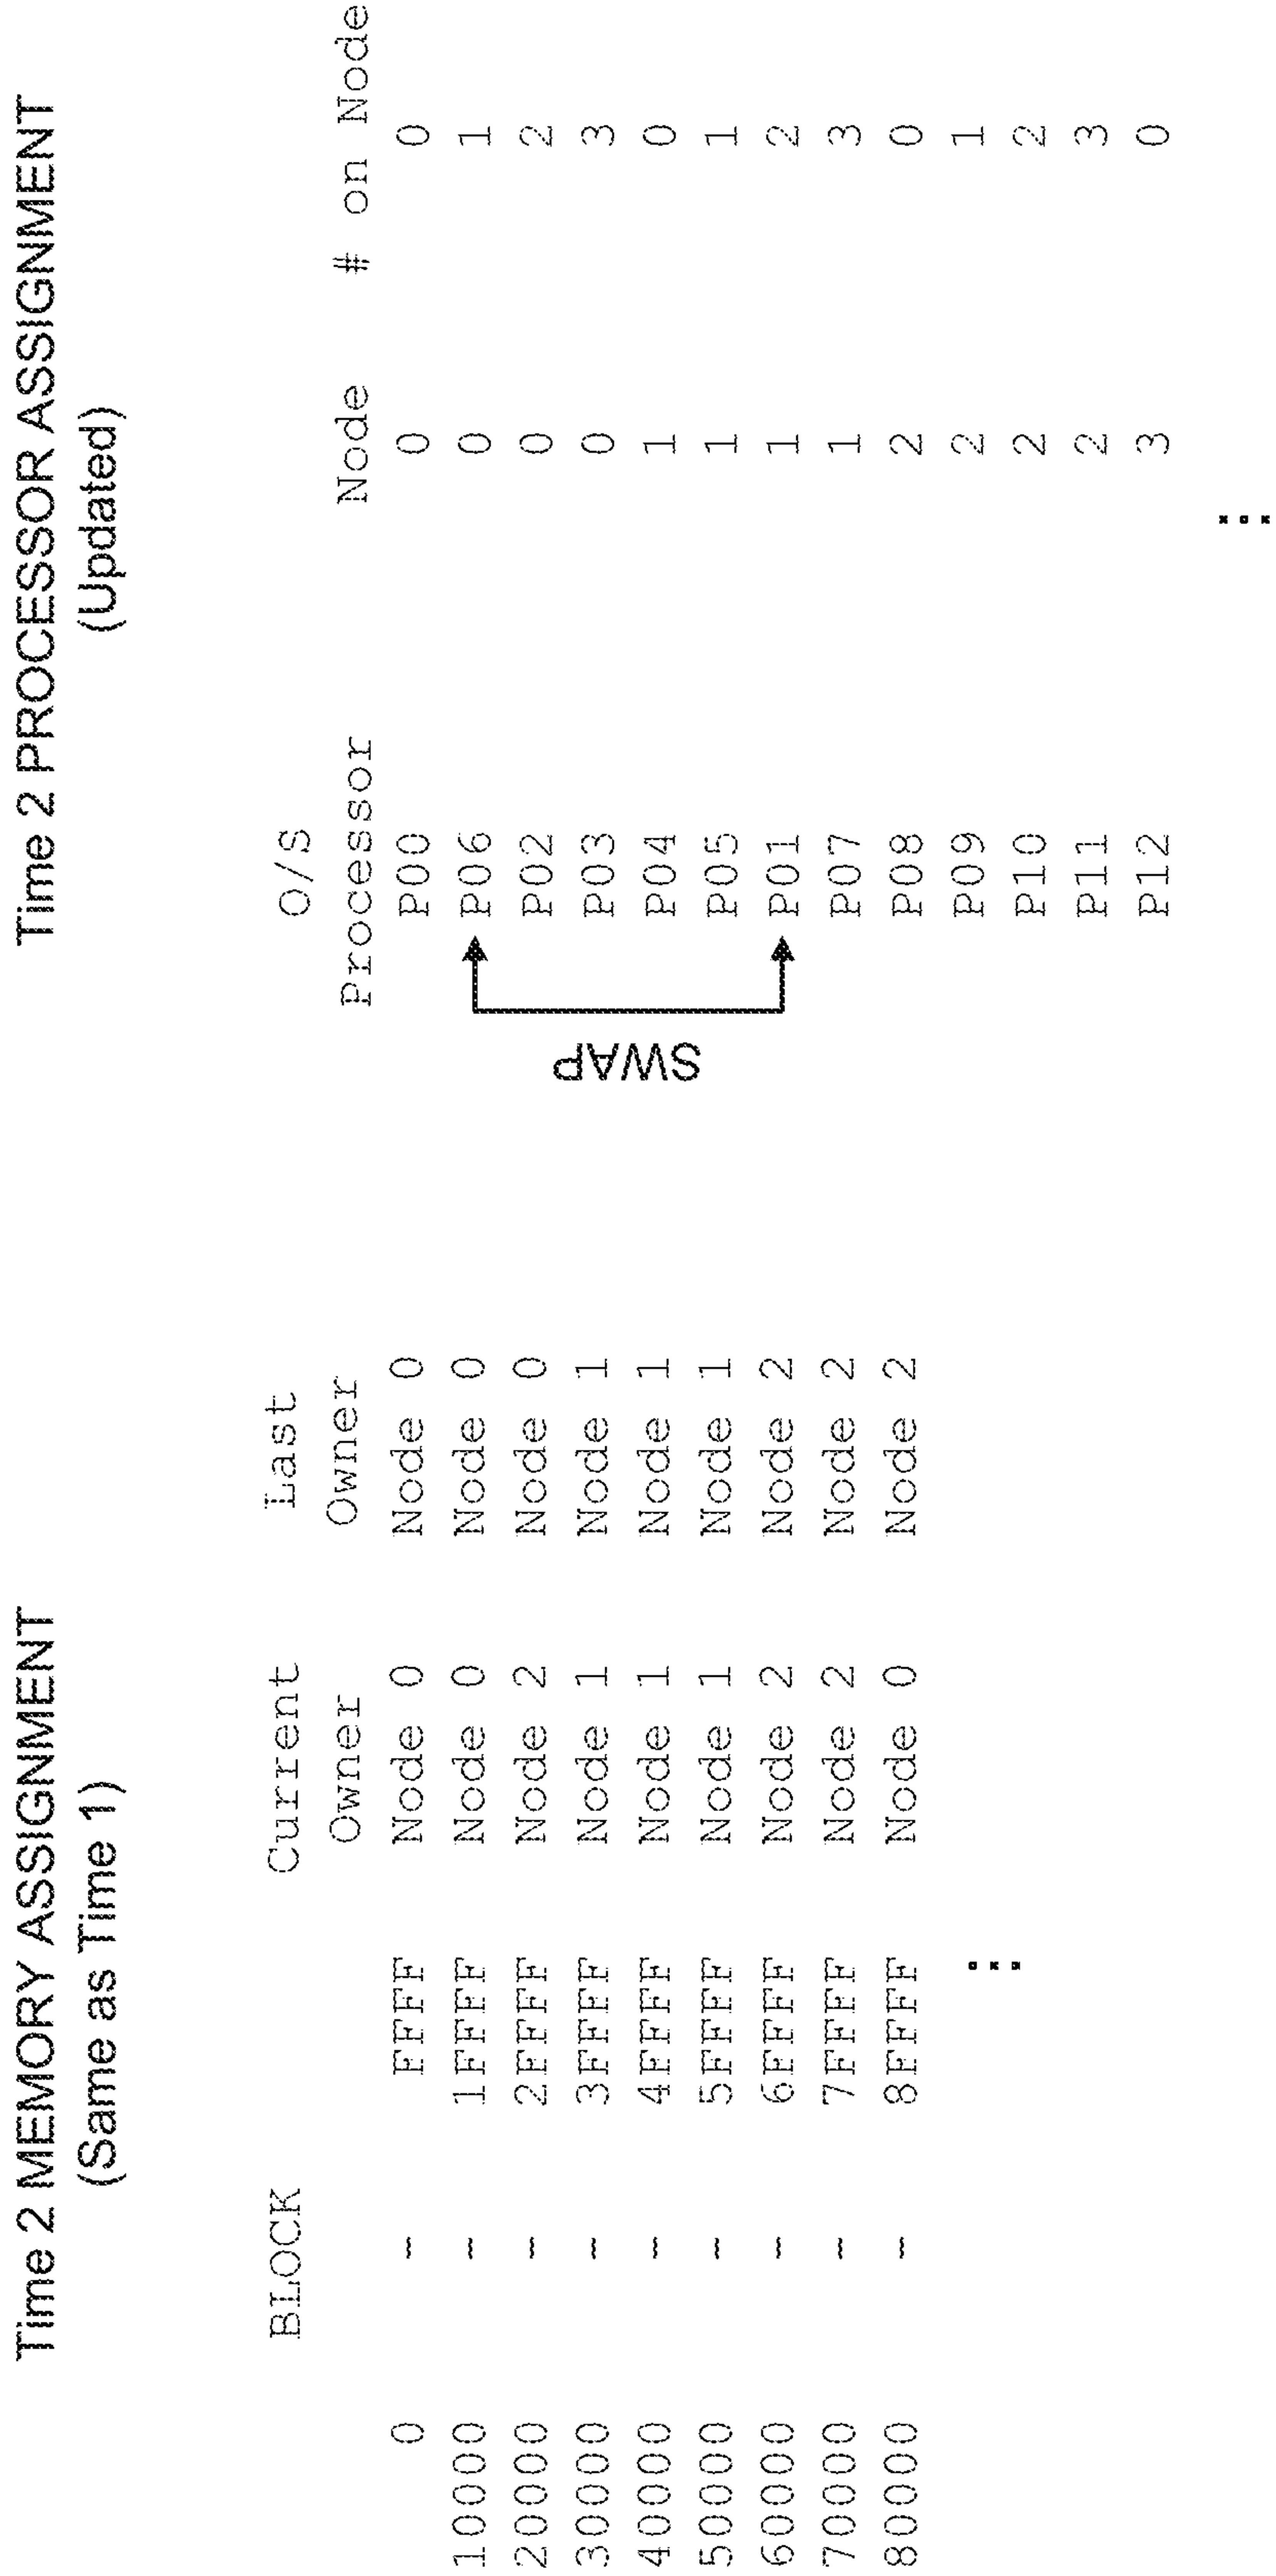 Time 2 MEMORY ASSIGNMENT
(Same as Time 1)
BLOCK Current Last
Owner Owner
0 - FFFF Node 0 Node 0
10000 - 1FFFF Node 0 Node 0
20000 - 2FFFF Node 2 Node 0
30000 - 3FFFF Node 1 Node 1
40000 - 4FFFF Node 1 Node 1
50000 - 5FFFF Node 1 Node 1
60000 - 6FFFF Node 2 Node 2
70000 - 7FFFF Node 2 Node 2
80000 - 8FFFF Node 0 Node 2
...
Time 2 PROCESSOR ASSIGNMENT
(Updated)
O/S
Processor Node # on Node
P00 0 0
P06 0 1
P02 0 2
P03 0 3
P04 1 0
P05 1 1
P01 1 2
P07 1 3
P08 2 0
P09 2 1
P10 2 2
P11 2 3
P12 3 0
...
SWAP